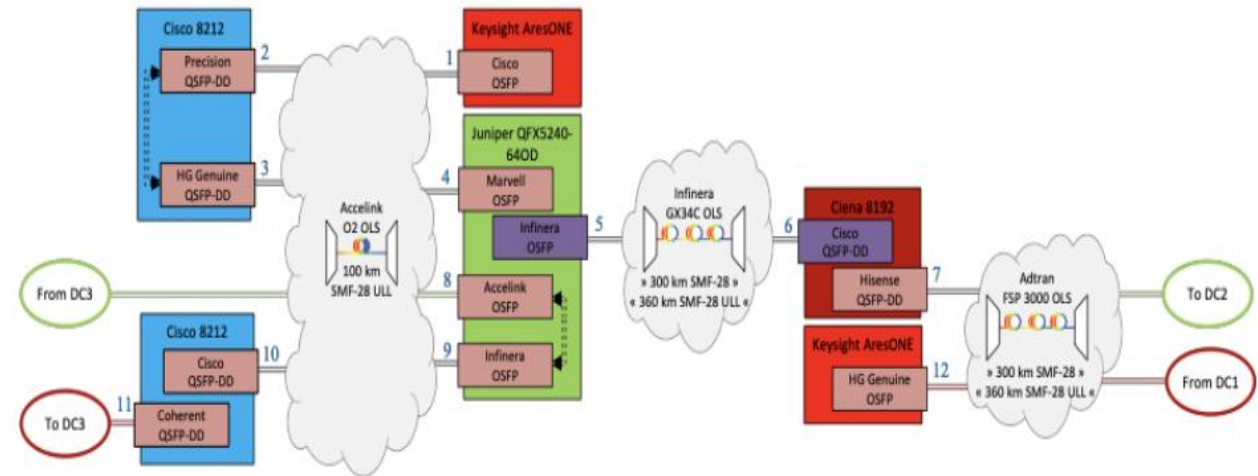 Cisco 8212
Precision
QSFP-DD
2
HG Genuine
QSFP-DD
3
Accelink
O2 OLS
100 km
SMF-28 ULL
Keysight AresONE
1
Cisco
OSFP
Juniper QFX5240-
64OD
4
Marvell
OSFP
Infinera
OSFP
5
8
Accelink
OSFP
9
Infinera
OSFP
From DC3
Cisco 8212
Cisco
QSFP-DD
10
To DC3
11
Coherent
QSFP-DD
Infinera
GX34C OLS
» 300 km SMF-28 »
« 360 km SMF-28 ULL «
Ciena 8192
6
Cisco
QSFP-DD
Hisense
QSFP-DD
7
Keysight AresONE
HG Genuine
OSFP
12
Adtran
FSP 3000 OLS
» 300 km SMF-28 »
« 360 km SMF-28 ULL «
To DC2
From DC1